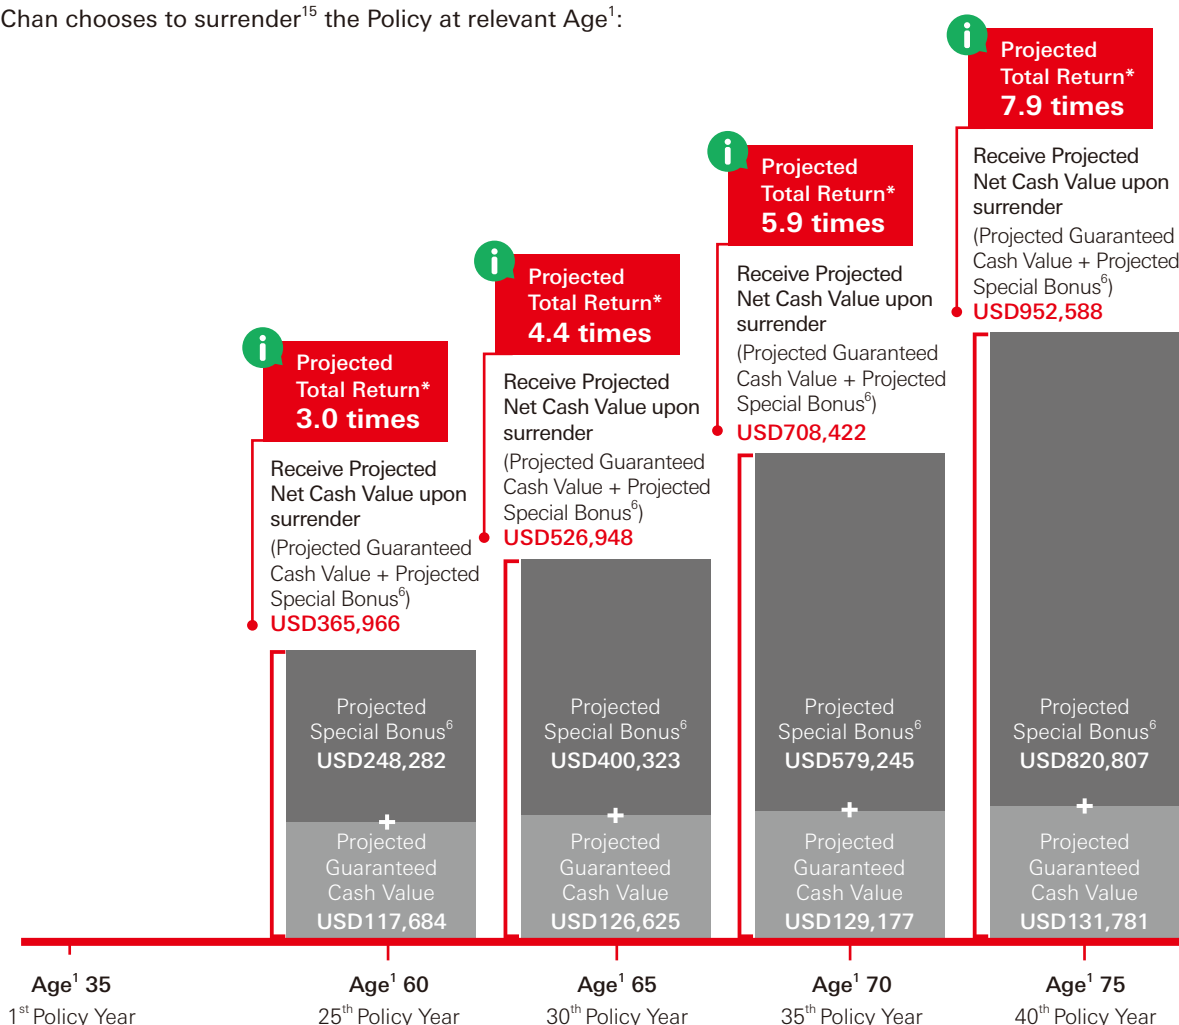 Chan chooses to surrender¹⁵ the Policy at relevant Age¹:
Projected
Total Return*
3.0 times
Receive Projected
Net Cash Value upon
surrender
(Projected Guaranteed
Cash Value + Projected
Special Bonus⁶)
USD365,966
Projected
Special Bonus⁶
USD248,282
+
Projected
Guaranteed
Cash Value
USD117,684
Age¹ 60
25th Policy Year
Projected
Total Return*
4.4 times
Receive Projected
Net Cash Value upon
surrender
(Projected Guaranteed
Cash Value + Projected
Special Bonus⁶)
USD526,948
Projected
Special Bonus⁶
USD400,323
+
Projected
Guaranteed
Cash Value
USD126,625
Age¹ 65
30th Policy Year
Projected
Total Return*
5.9 times
Receive Projected
Net Cash Value upon
surrender
(Projected Guaranteed
Cash Value + Projected
Special Bonus⁶)
USD708,422
Projected
Special Bonus⁶
USD579,245
+
Projected
Guaranteed
Cash Value
USD129,177
Age¹ 70
35th Policy Year
Projected
Total Return*
7.9 times
Receive Projected
Net Cash Value upon
surrender
(Projected Guaranteed
Cash Value + Projected
Special Bonus⁶)
USD952,588
Projected
Special Bonus⁶
USD820,807
+
Projected
Guaranteed
Cash Value
USD131,781
Age¹ 75
40th Policy Year
Age¹ 35
1st Policy Year